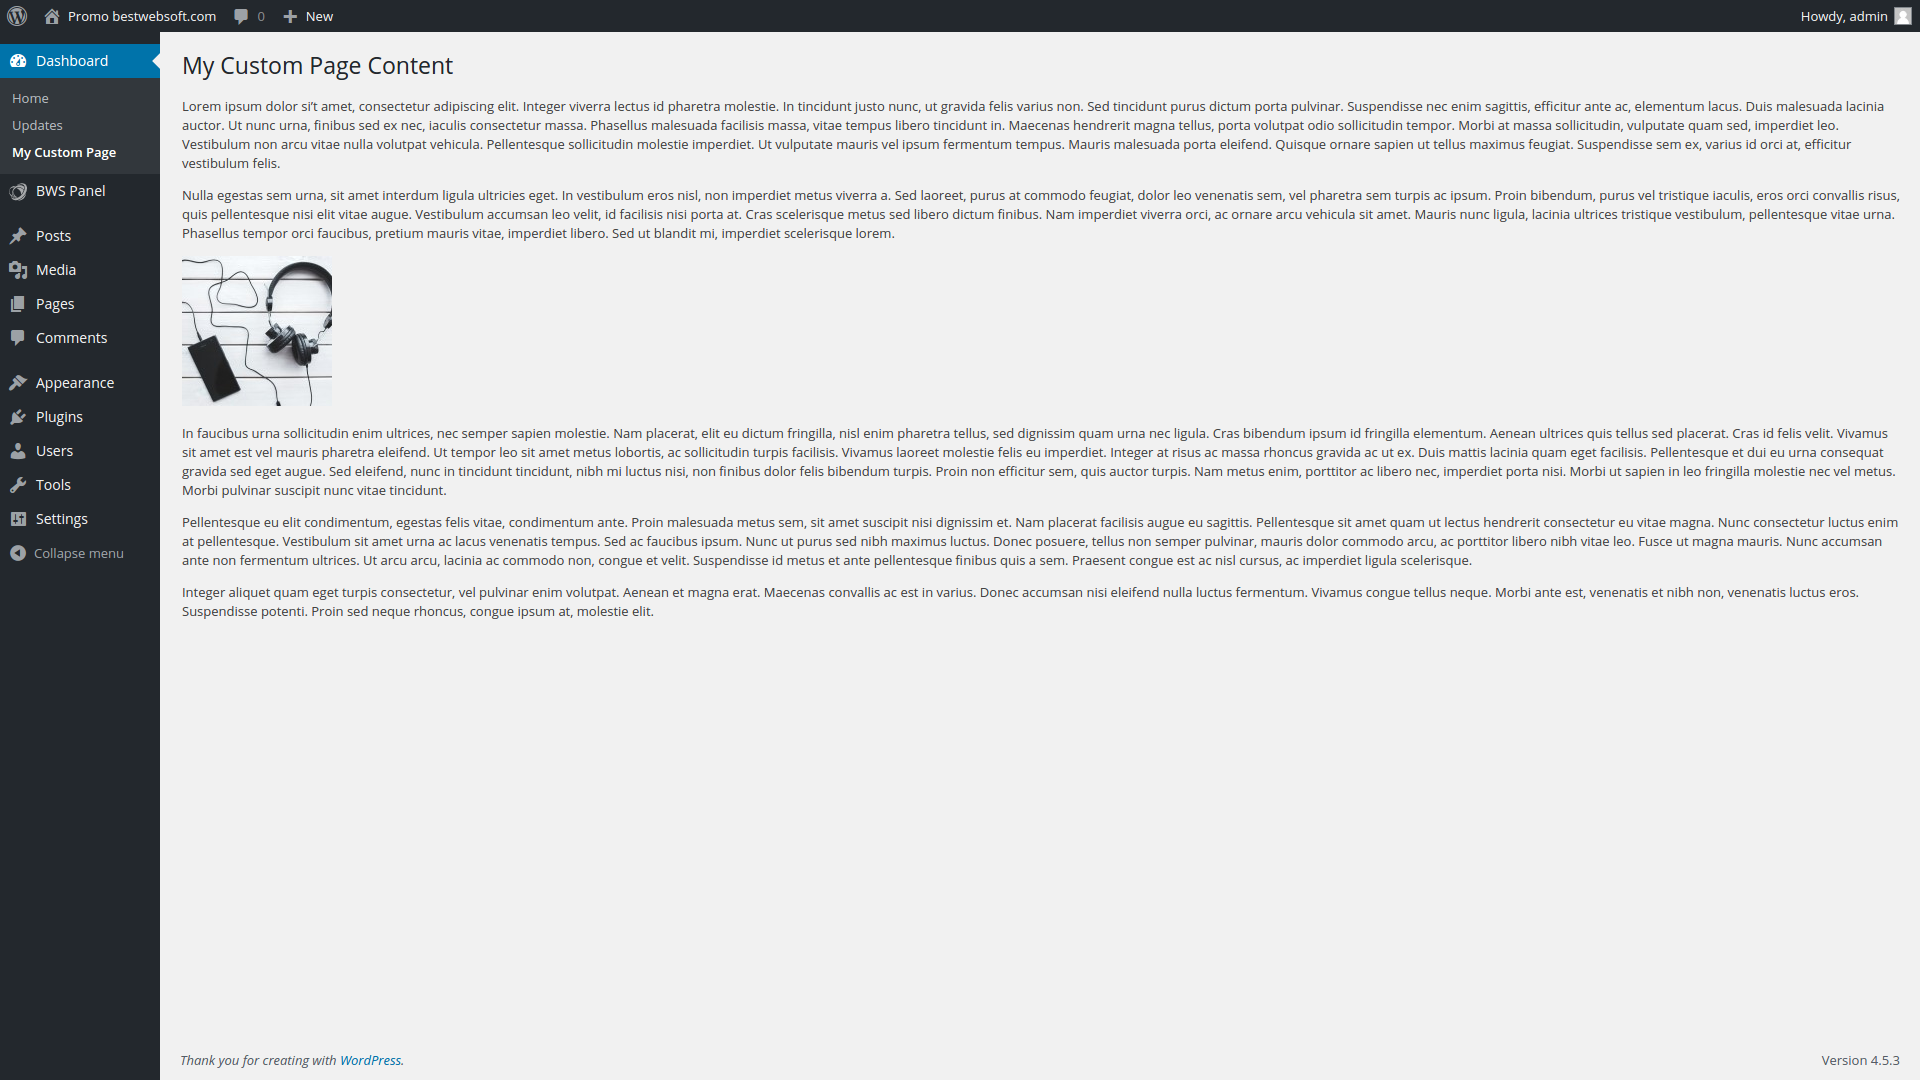 Promo bestwebsoft.com 0 New Howdy, admin
Dashboard
Home
Updates
My Custom Page
BWS Panel
Posts
Media
Pages
Comments
Appearance
Plugins
Users
Tools
Settings
Collapse menu
My Custom Page Content
Lorem ipsum dolor si't amet, consectetur adipiscing elit. Integer viverra lectus id pharetra molestie. In tincidunt justo nunc, ut gravida felis varius non. Sed tincidunt purus dictum porta pulvinar. Suspendisse nec enim sagittis, efficitur ante ac, elementum lacus. Duis malesuada lacinia
auctor. Ut nunc urna, finibus sed ex nec, iaculis consectetur massa. Phasellus malesuada facilisis massa, vitae tempus libero tincidunt in. Maecenas hendrerit magna tellus, porta volutpat odio sollicitudin tempor. Morbi at massa sollicitudin, vulputate quam sed, imperdiet leo.
Vestibulum non arcu vitae nulla volutpat vehicula. Pellentesque sollicitudin molestie imperdiet. Ut vulputate mauris vel ipsum fermentum tempus. Mauris malesuada porta eleifend. Quisque ornare sapien ut tellus maximus feugiat. Suspendisse sem ex, varius id orci at, efficitur
vestibulum felis.
Nulla egestas sem urna, sit amet interdum ligula ultricies eget. In vestibulum eros nisl, non imperdiet metus viverra a. Sed laoreet, purus at commodo feugiat, dolor leo venenatis sem, vel pharetra sem turpis ac ipsum. Proin bibendum, purus vel tristique iaculis, eros orci convallis risus,
quis pellentesque nisi elit vitae augue. Vestibulum accumsan leo velit, id facilisis nisi porta at. Cras scelerisque metus sed libero dictum finibus. Nam imperdiet viverra orci, ac ornare arcu vehicula sit amet. Mauris nunc ligula, lacinia ultrices tristique vestibulum, pellentesque vitae urna.
Phasellus tempor orci faucibus, pretium mauris vitae, imperdiet libero. Sed ut blandit mi, imperdiet scelerisque lorem.
In faucibus urna sollicitudin enim ultrices, nec semper sapien molestie. Nam placerat, elit eu dictum fringilla, nisl enim pharetra tellus, sed dignissim quam urna nec ligula. Cras bibendum ipsum id fringilla elementum. Aenean ultrices quis tellus sed placerat. Cras id felis velit. Vivamus
sit amet est vel mauris pharetra eleifend. Ut tempor leo sit amet metus lobortis, ac sollicitudin turpis facilisis. Vivamus laoreet molestie felis eu imperdiet. Integer at risus ac massa rhoncus gravida ac ut ex. Duis mattis lacinia quam eget facilisis. Pellentesque et dui eu urna consequat
gravida sed eget augue. Sed eleifend, nunc in tincidunt tincidunt, nibh mi luctus nisi, non finibus dolor felis bibendum turpis. Proin non efficitur sem, quis auctor turpis. Nam metus enim, porttitor ac libero nec, imperdiet porta nisi. Morbi ut sapien in leo fringilla molestie nec vel metus.
Morbi pulvinar suscipit nunc vitae tincidunt.
Pellentesque eu elit condimentum, egestas felis vitae, condimentum ante. Proin malesuada metus sem, sit amet suscipit nisi dignissim et. Nam placerat facilisis augue eu sagittis. Pellentesque sit amet quam ut lectus hendrerit consectetur eu vitae magna. Nunc consectetur luctus enim
at pellentesque. Vestibulum sit amet urna ac lacus venenatis tempus. Sed ac faucibus ipsum. Nunc ut purus sed nibh maximus luctus. Donec posuere, tellus non semper pulvinar, mauris dolor commodo arcu, ac porttitor libero nibh vitae leo. Fusce ut magna mauris. Nunc accumsan
ante non fermentum ultrices. Ut arcu arcu, lacinia ac commodo non, congue et velit. Suspendisse id metus et ante pellentesque finibus quis a sem. Praesent congue est ac nisl cursus, ac imperdiet ligula scelerisque.
Integer aliquet quam eget turpis consectetur, vel pulvinar enim volutpat. Aenean et magna erat. Maecenas convallis ac est in varius. Donec accumsan nisi eleifend nulla luctus fermentum. Vivamus congue tellus neque. Morbi ante est, venenatis et nibh non, venenatis luctus eros.
Suspendisse potenti. Proin sed neque rhoncus, congue ipsum at, molestie elit.
Thank you for creating with WordPress. Version 4.5.3